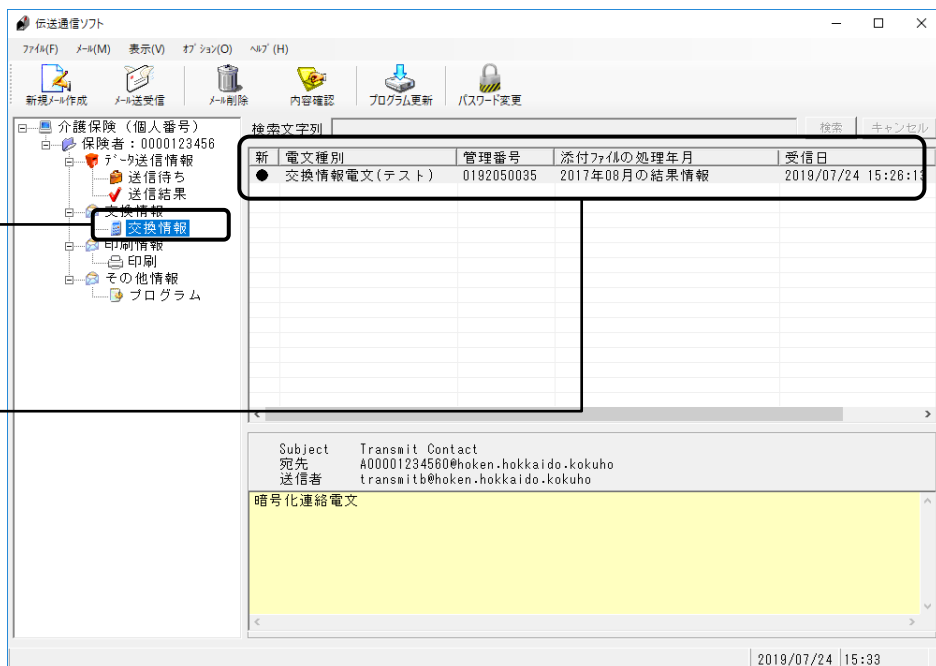 伝送通信ソフト
ﾌｧｲﾙ(F) ﾒｰﾙ(M) 表示(V) ｵﾌﾟｼｮﾝ(O) ﾍﾙﾌﾟ(H)
新規ﾒｰﾙ作成 ﾒｰﾙ送受信 ﾒｰﾙ削除 内容確認 プログラム更新 パスワード変更
検索文字列 検索 キャンセル
介護保険（個人番号）
保険者：0000123456
ﾃﾞｰﾀ送信情報
送信待ち
送信結果
交換情報
交換情報
印刷情報
印刷
その他情報
プログラム
新 電文種別 管理番号 添付ﾌｧｲﾙの処理年月 受信日
● 交換情報電文(テスト) 0192050035 2017年08月の結果情報 2019/07/24 15:26:13
Subject Transmit Contact
宛先 A00001234560@hoken.hokkaido.kokuho
送信者 transmitb@hoken.hokkaido.kokuho
暗号化連絡電文
2019/07/24 15:33